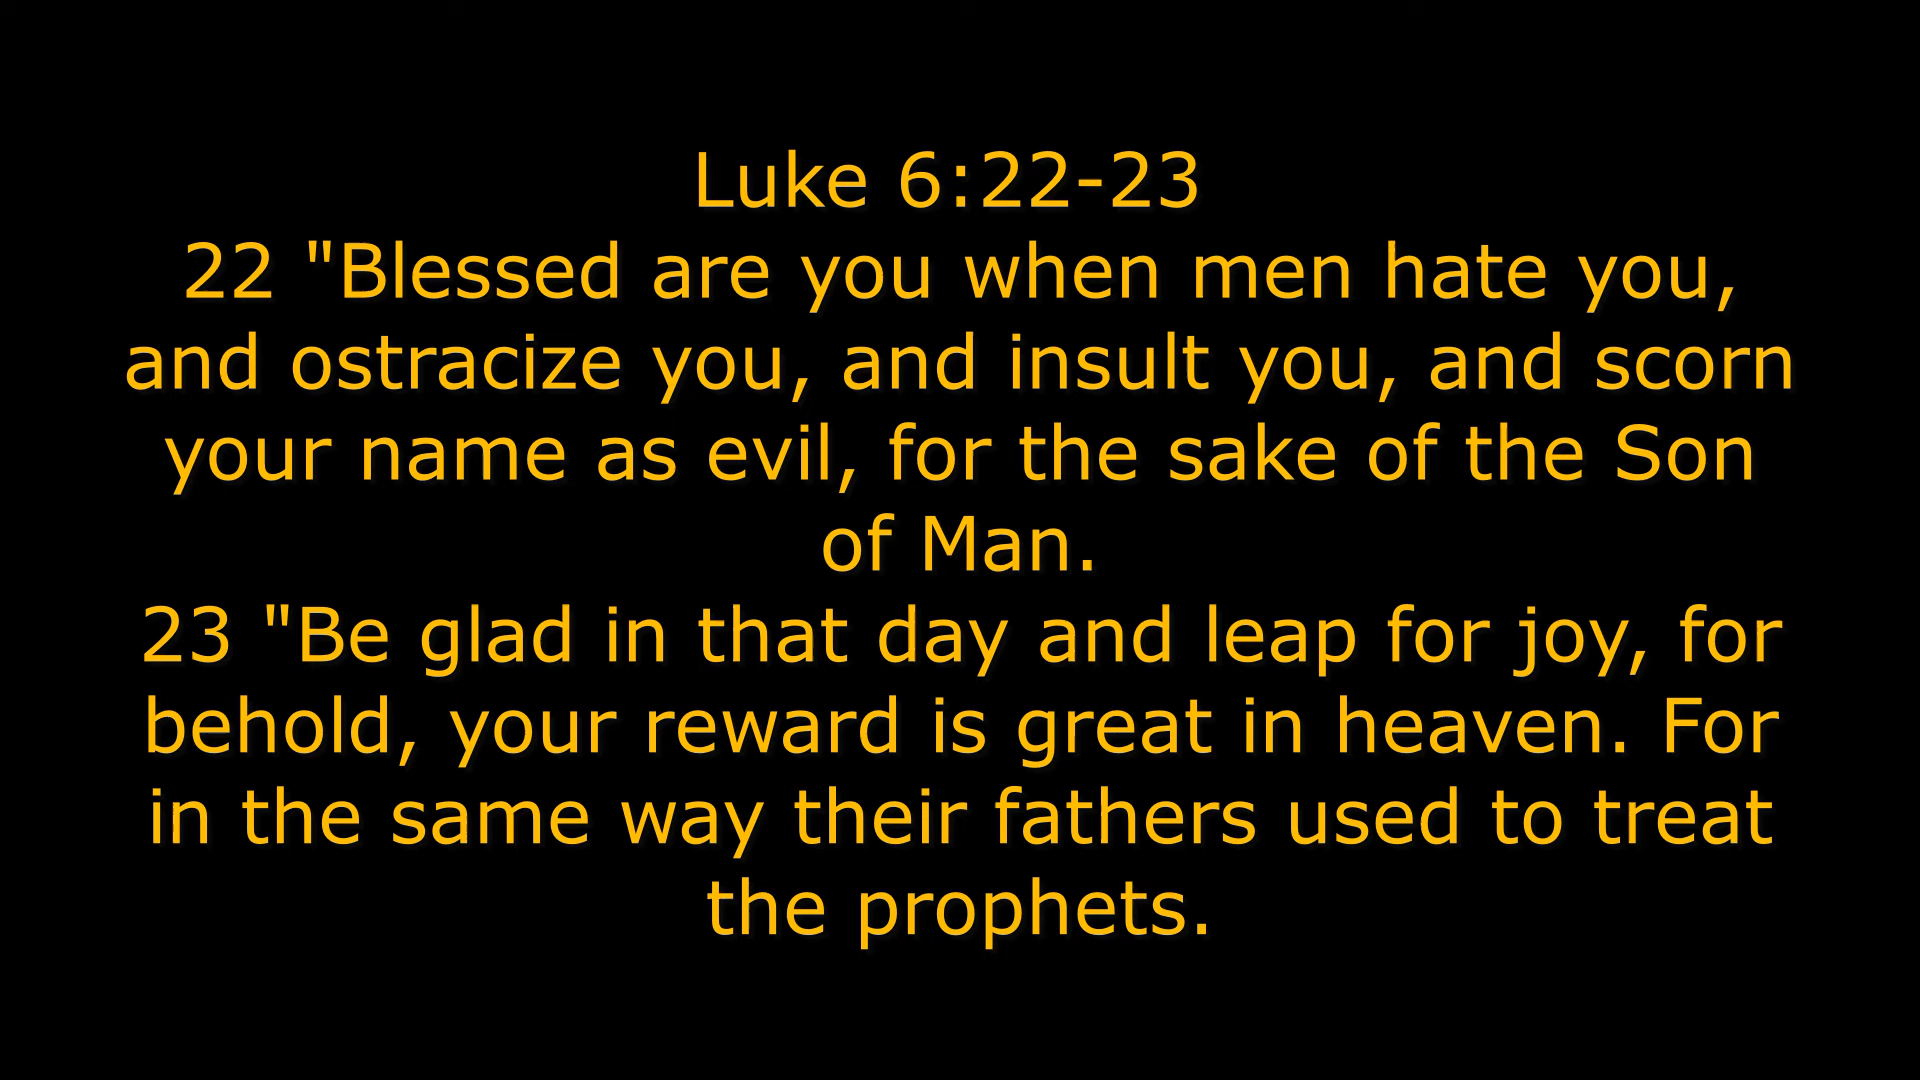 Luke 6:22-23
22 "Blessed are you when men hate you,
and ostracize you, and insult you, and scorn
your name as evil, for the sake of the Son
of Man.
23 "Be glad in that day and leap for joy, for
behold, your reward is great in heaven. For
in the same way their fathers used to treat
the prophets.